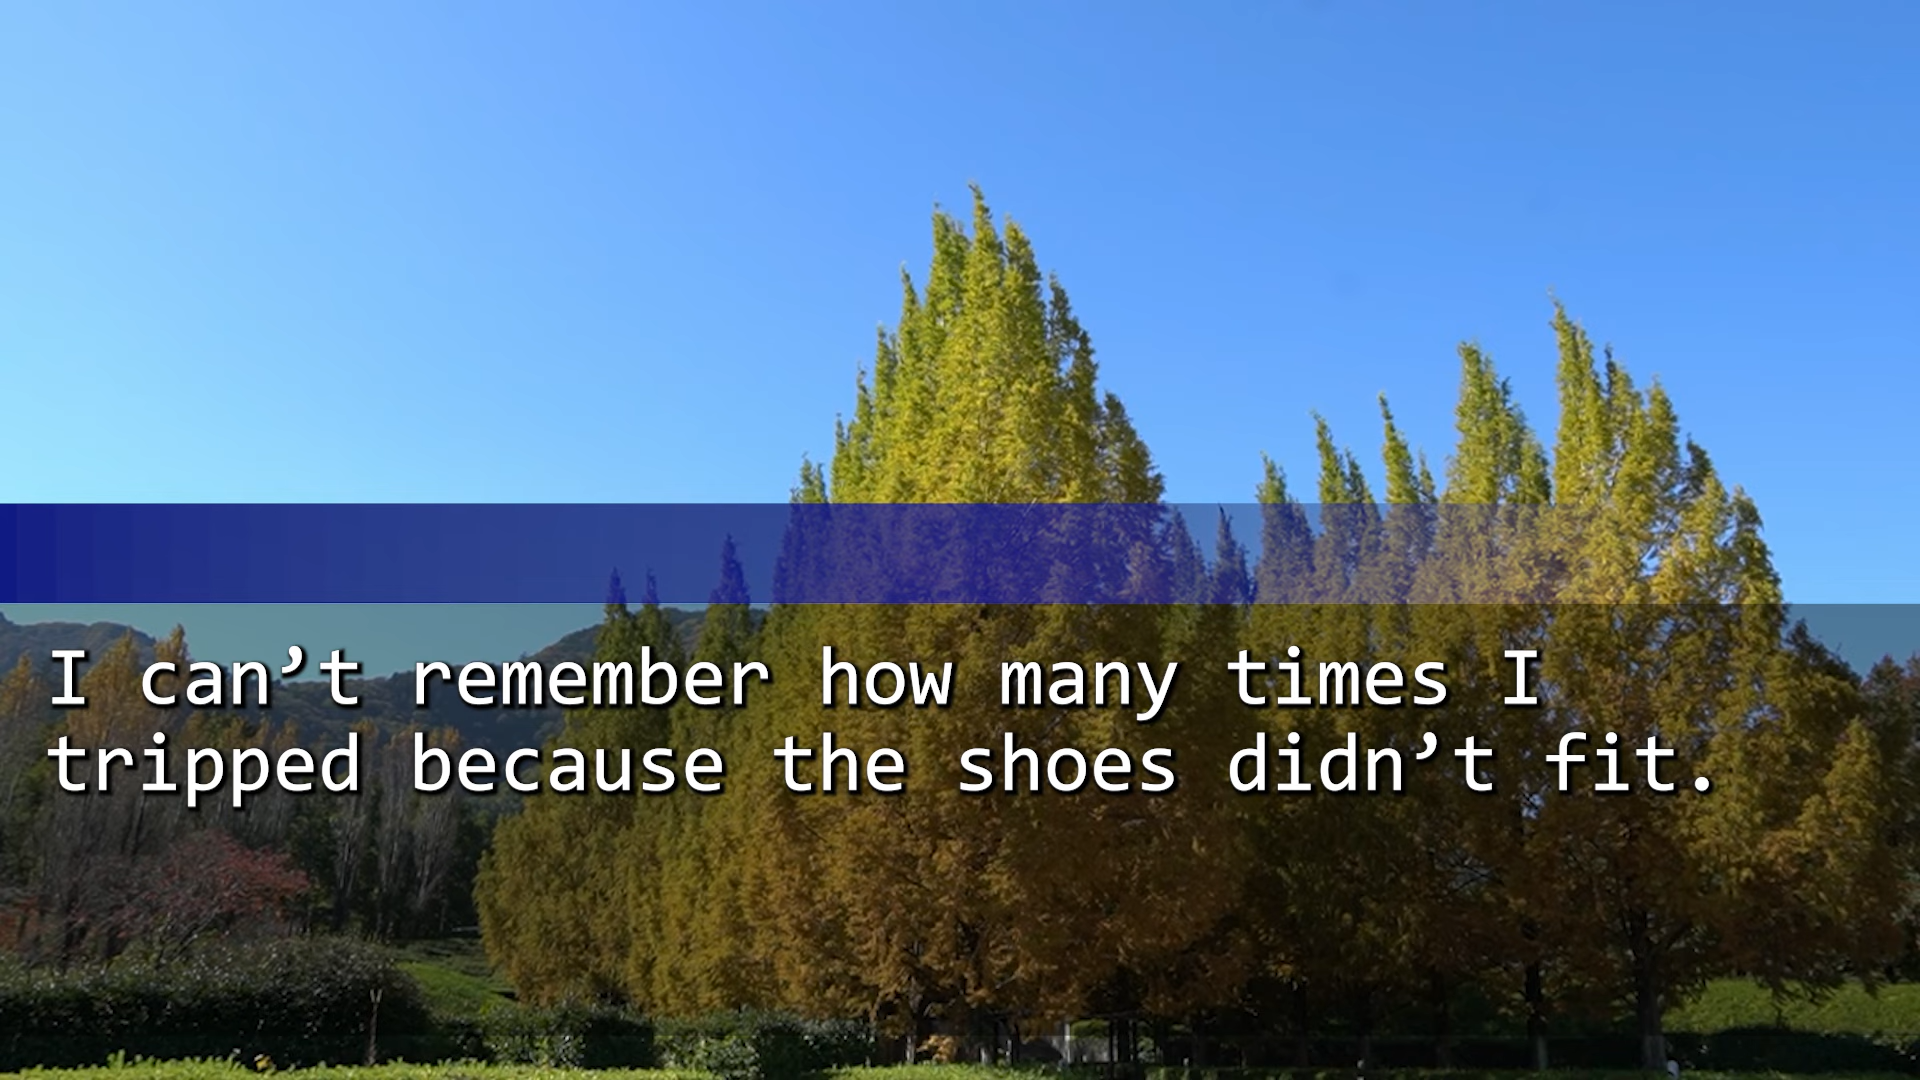 I can’t remember how many times I
tripped because the shoes didn’t fit.